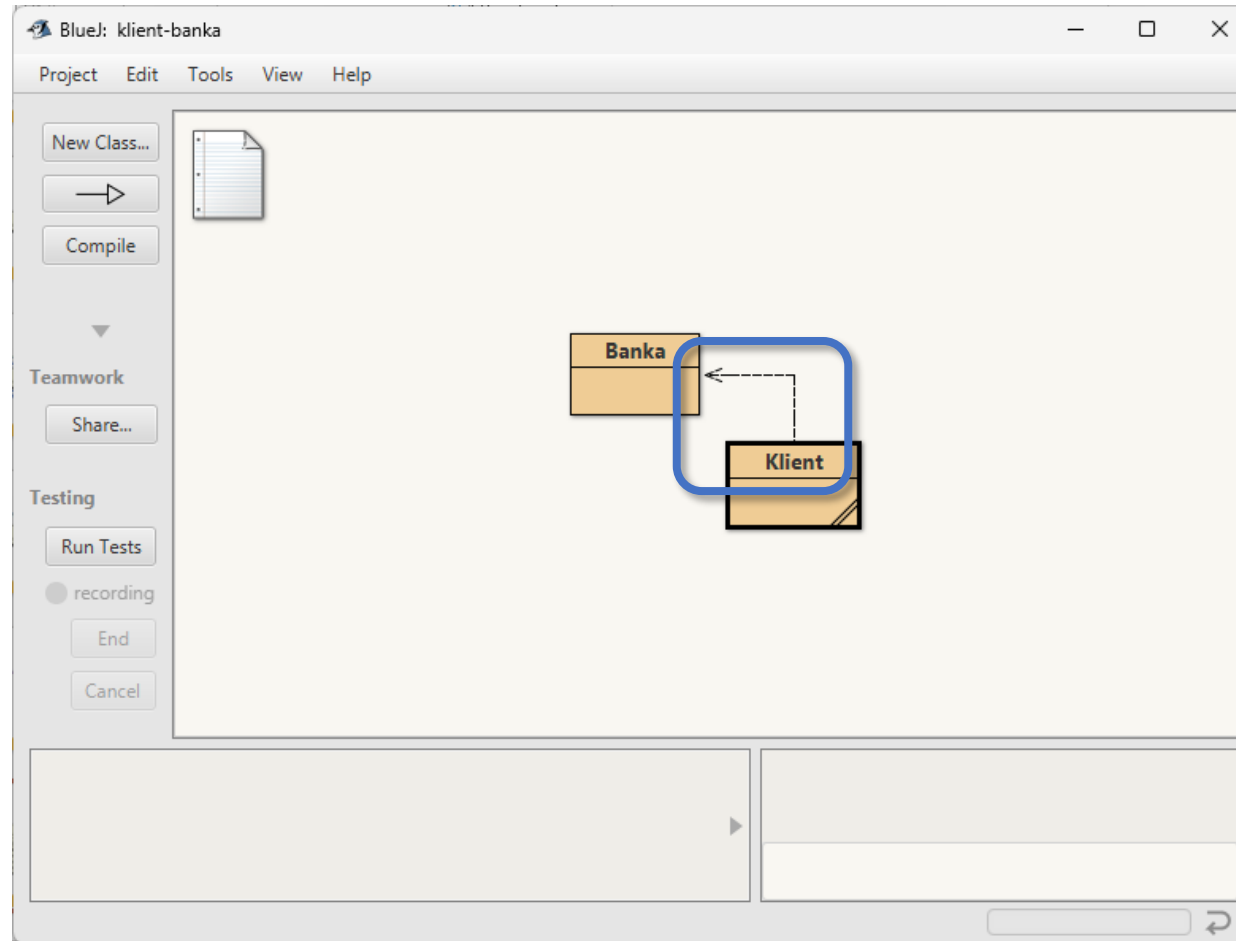 BlueJ: klient-banka
Project Edit Tools View Help
New Class...
Compile
Teamwork
Share...
Testing
Run Tests
recording
End
Cancel
Banka
Klient